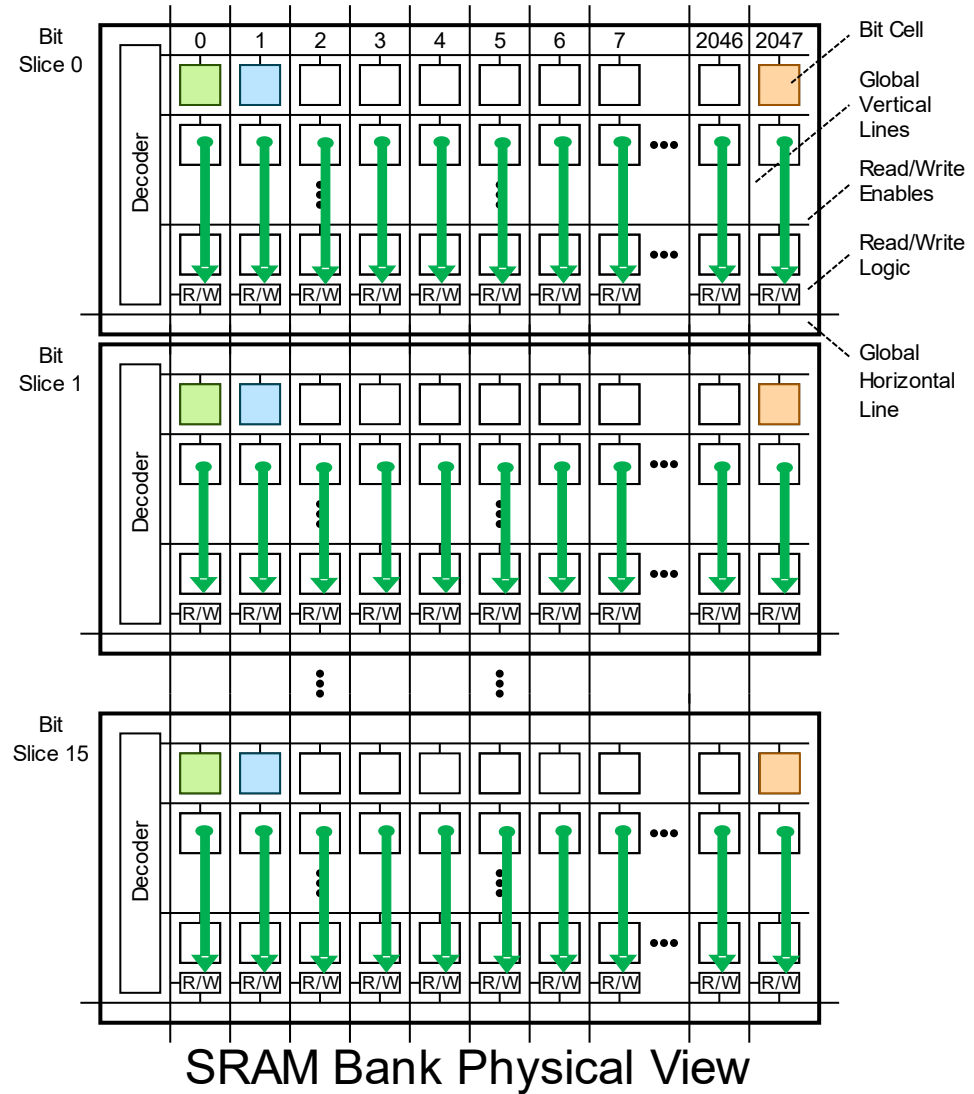 Bit
Slice 0
Decoder
0 1 2 3 4 5 6 7 2046 2047
R/W R/W R/W R/W R/W R/W R/W R/W R/W R/W
Bit Cell
Global
Vertical
Lines
Read/Write
Enables
Read/Write
Logic
Global
Horizontal
Line
Bit
Slice 1
Decoder
R/W R/W R/W R/W R/W R/W R/W R/W R/W R/W
Bit
Slice 15
Decoder
R/W R/W R/W R/W R/W R/W R/W R/W R/W R/W
SRAM Bank Physical View